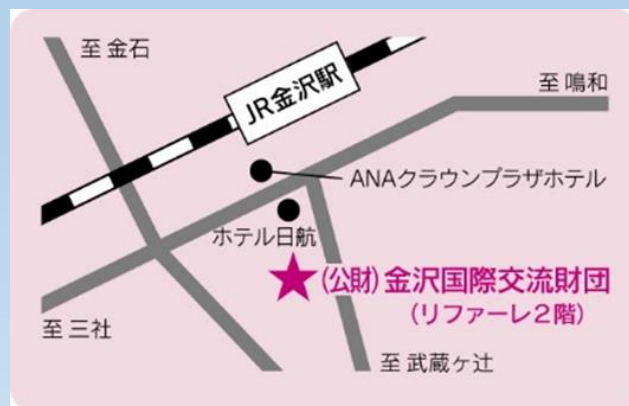 至 金石
JR金沢駅
至 鳴和
ANAクラウンプラザホテル
ホテル日航
(公財)金沢国際交流財団
(リファーレ2階)
至 三社
至 武蔵ヶ辻